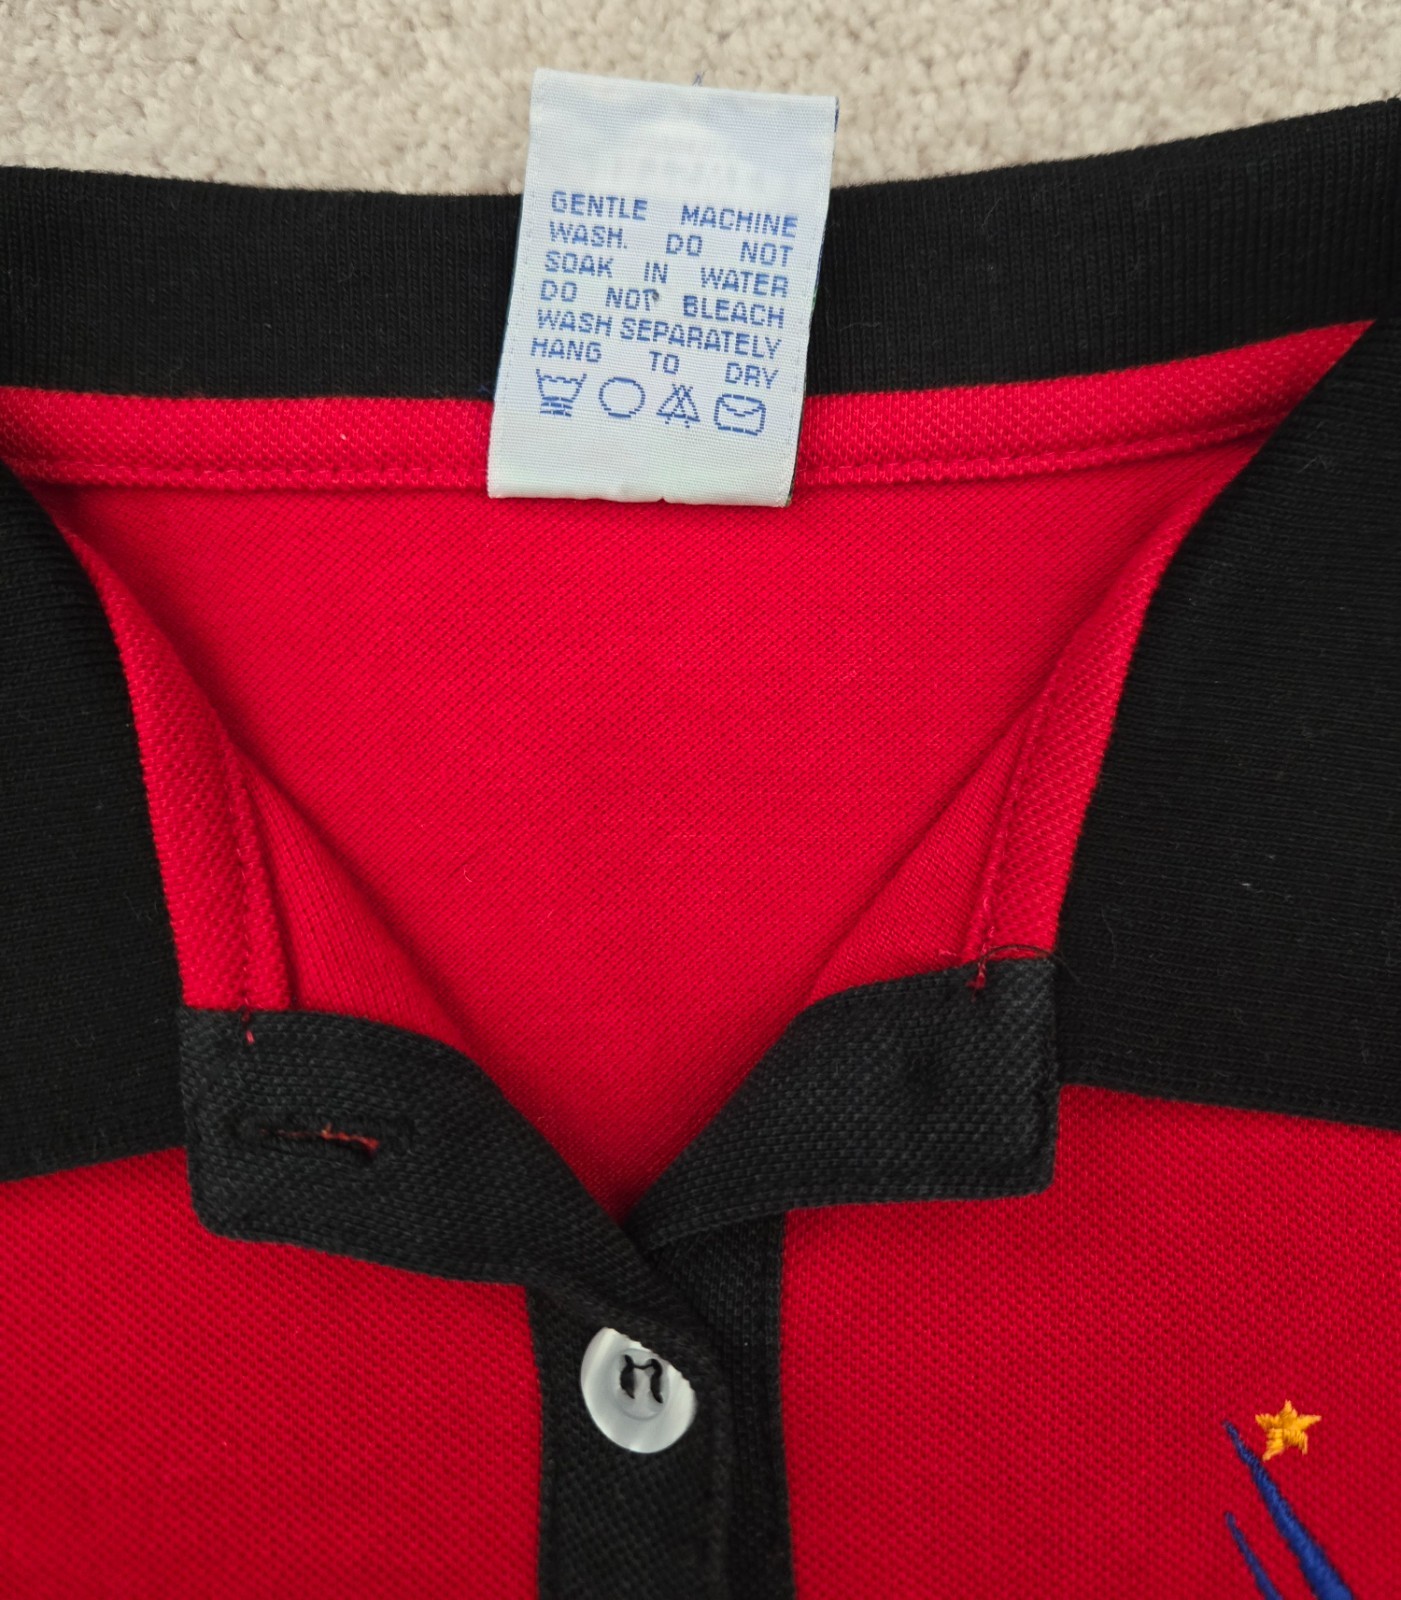 GENTLE MACHINE
WASH. DO NOT
SOAK IN WATER
DO NOT BLEACH
WASH SEPARATELY
HANG TO DRY